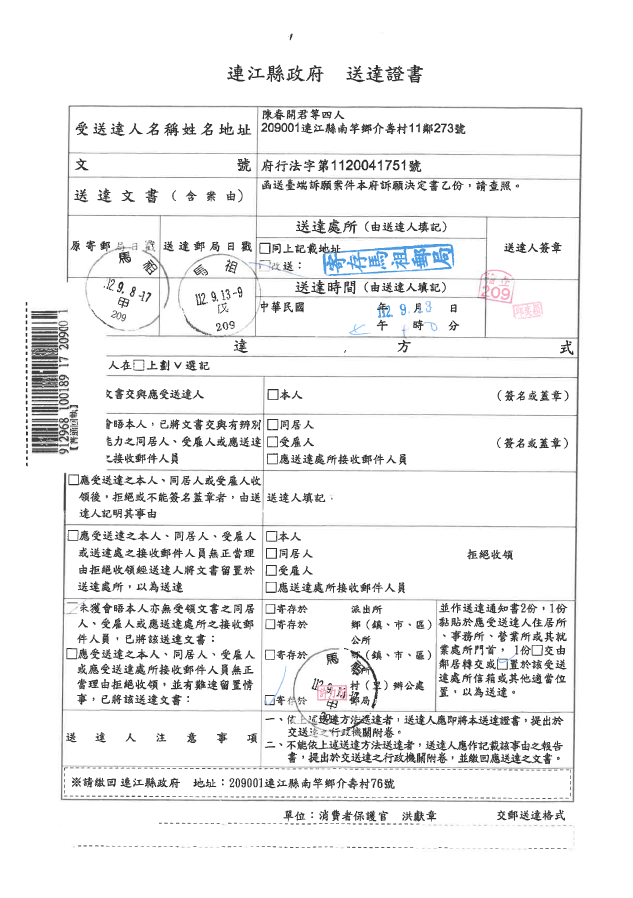 連江縣政府 送達證書
受送達人名稱姓名地址
陳春開君等四人
209001連江縣南竿鄉介壽村11鄰273號
文 號
府行法字第1120041751號
送達文書（含案由）
函送臺端訴願案件本府訴願決定書乙份，請查照。
原寄郵局日戳
送達郵局日戳
送達處所（由送達人填記）
送達人簽章
□同上記載地址
□改送：
寄存馬祖郵局
送達時間（由送達人填記）
中華民國 112年9月 日
午 時 分
馬祖
112.9.8-17
甲
209
馬祖
112.9.13-9
戊
209
209
達 方 式
人在□上劃∨選記
912968 100189 17 209001
文書交與應受送達人
□本人
（簽名或蓋章）
會晤本人，已將文書交與有辨別
能力之同居人、受雇人或應送達
之接收郵件人員
□同居人
□受雇人
□應送達處所接收郵件人員
（簽名或蓋章）
□應受送達之本人、同居人或受雇人收
領後，拒絕或不能簽名蓋章者，由送
達人記明其事由
送達人填記：
□應受送達之本人、同居人、受雇人
或送達處之接收郵件人員無正當理
由拒絕收領經送達人將文書留置於
送達處所，以為送達
□本人
□同居人
□受雇人
□應送達處所接收郵件人員
拒絕收領
未獲會晤本人亦無受領文書之同居
人、受雇人或應送達處所之接收郵
件人員，已將該送達文書：
□應受送達之本人、同居人、受雇人
或應受送達處所接收郵件人員無正
當理由拒絕收領，並有難達留置情
事，已將該送達文書：
□寄存於 派出所
□寄存於 鄉（鎮、市、區）
公所
□寄存於 鄉（鎮、市、區）
村（里）辦公處
□寄存於 郵局
馬祖
甲
209
並作送達通知書2份，1份
黏貼於應受送達人住居所
、事務所、營業所或其就
業處所門首，1份□交由
鄰居轉交或□置於該受送
達處所信箱或其他適當位
置，以為送達。
送達人注意事項
一、依上述送達方法送達者，送達人應即將本送達證書，提出於
交送達之行政機關附卷。
二、不能依上述送達方法送達者，送達人應作記載該事由之報告
書，提出於交送達之行政機關附卷，並繳回應送達之文書。
※請繳回 連江縣政府 地址：209001連江縣南竿鄉介壽村76號
單位：消費者保護官 洪獻章
交郵送達格式